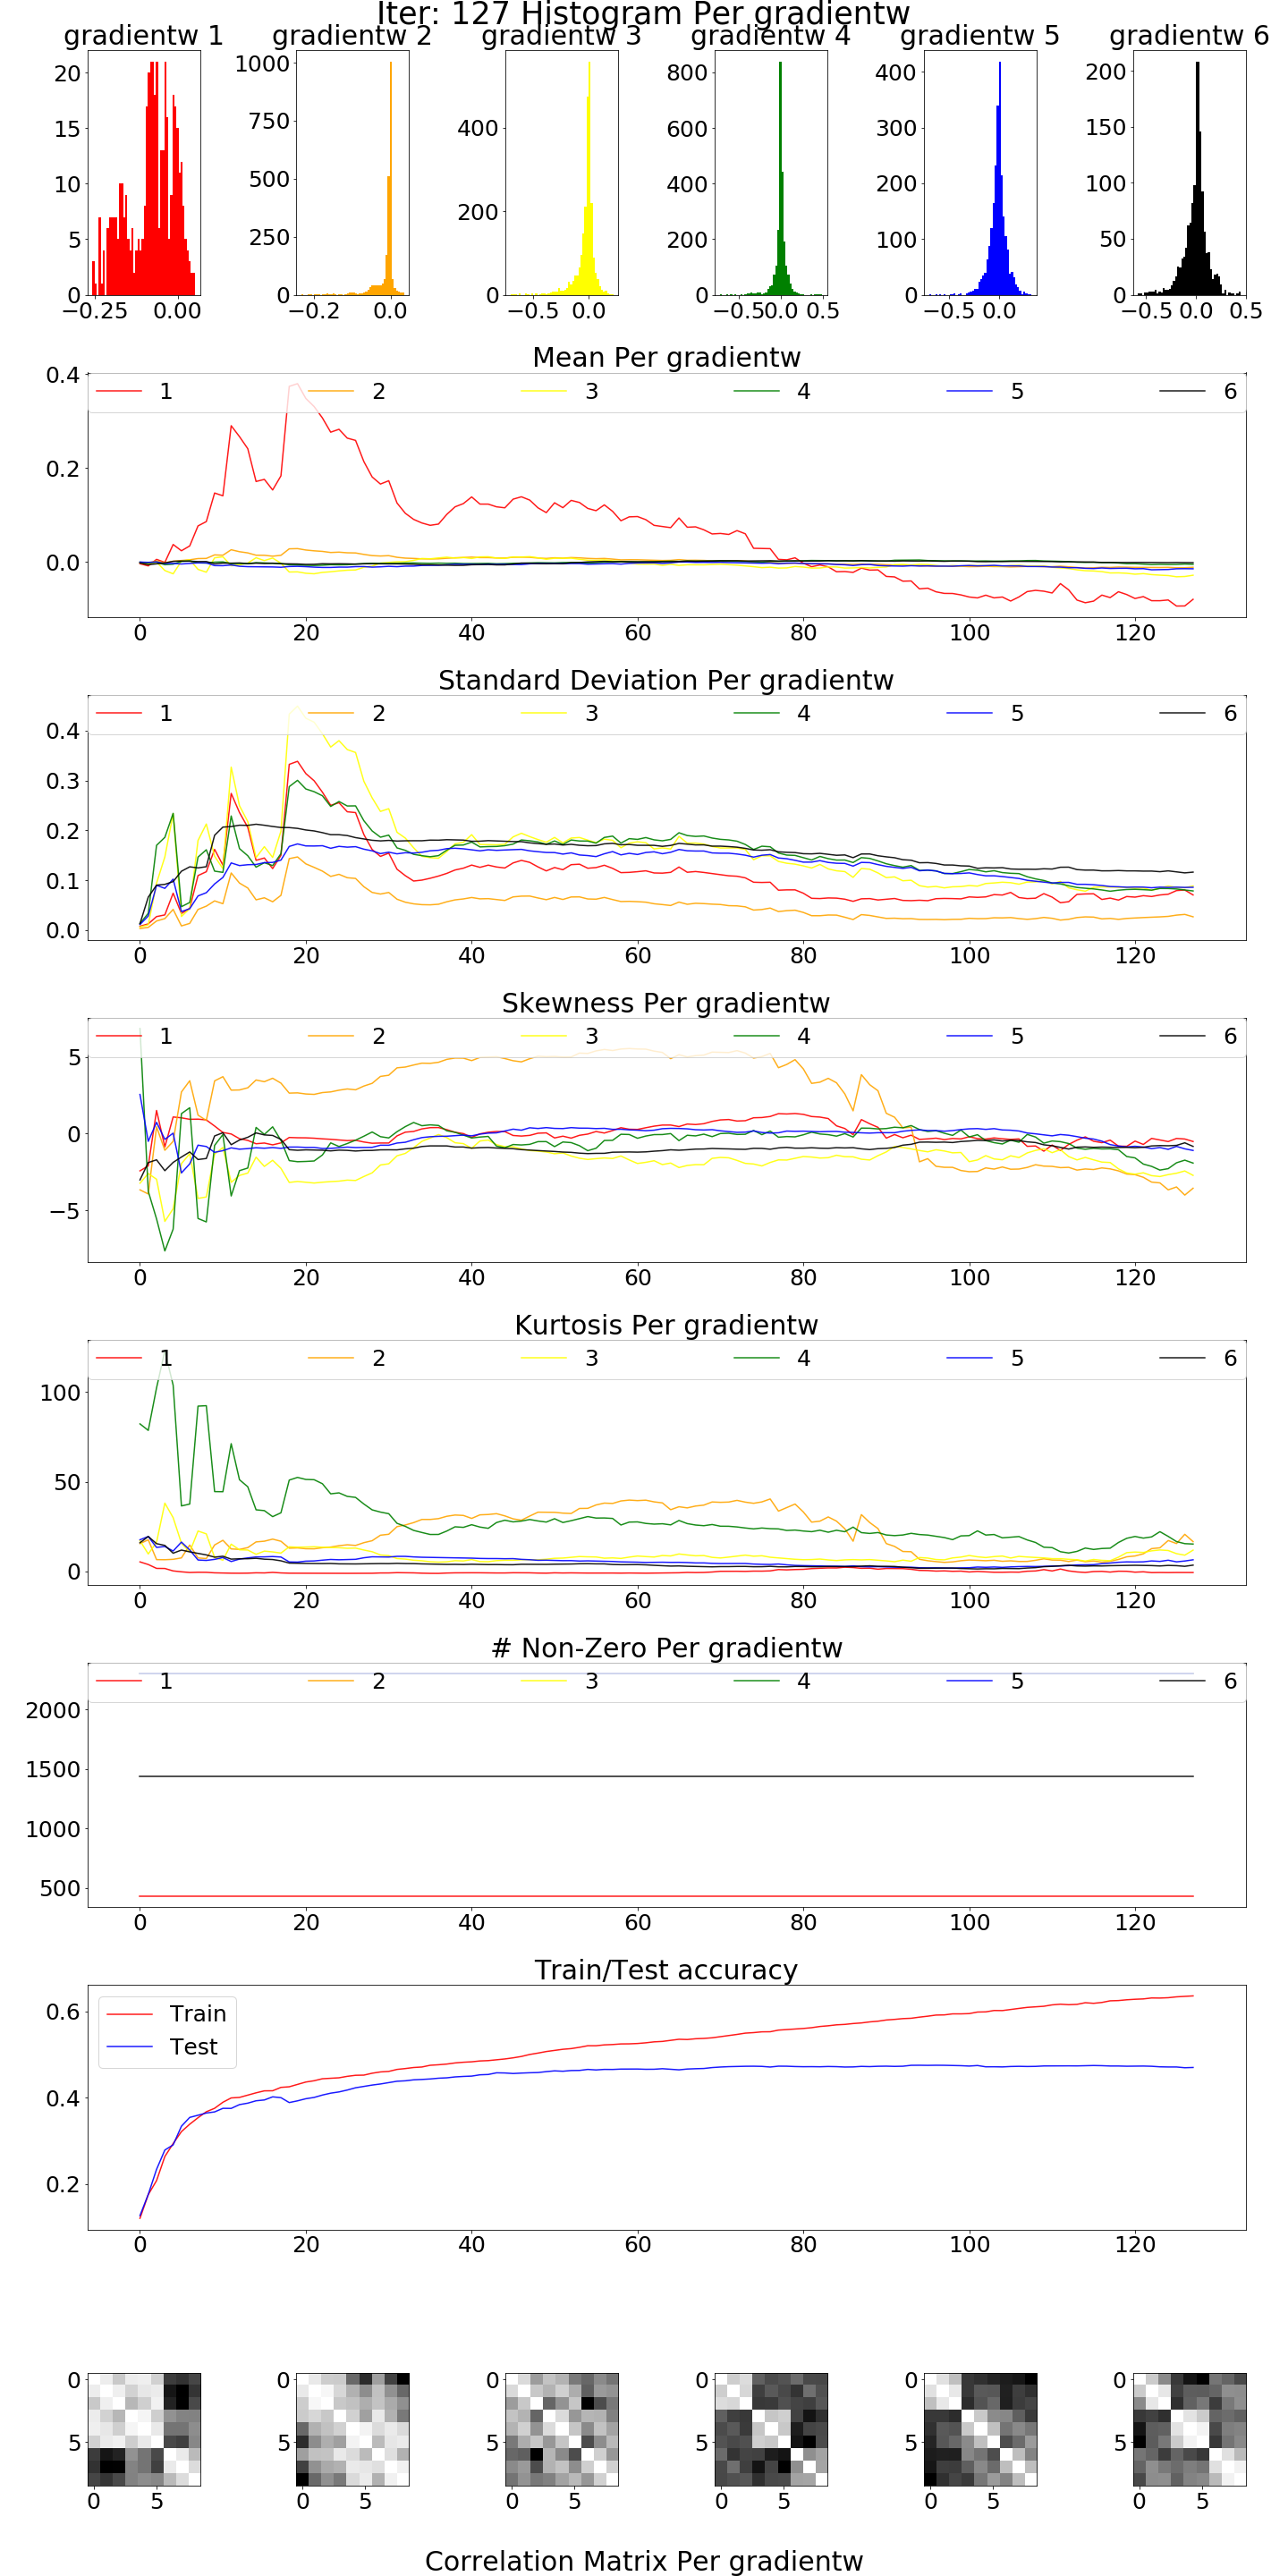 Iter: 127 Histogram Per gradientw
gradientw 1 gradientw 2 gradientw 3 gradientw 4 gradientw 5 gradientw 6
20 15 10 5 0
−0.25 0.00
1000 750 500 250 0
−0.2 0.0
400 200 0
−0.5 0.0
800 600 400 200 0
−0.5 0.0 0.5
400 300 200 100 0
−0.5 0.0
200 150 100 50 0
−0.5 0.0 0.5
Mean Per gradientw
1 2 3 4 5 6
0.4
0.2
0.0
0 20 40 60 80 100 120
Standard Deviation Per gradientw
1 2 3 4 5 6
0.4
0.3
0.2
0.1
0.0
0 20 40 60 80 100 120
Skewness Per gradientw
1 2 3 4 5 6
5
0
−5
0 20 40 60 80 100 120
Kurtosis Per gradientw
1 2 3 4 5 6
100
50
0
0 20 40 60 80 100 120
# Non-Zero Per gradientw
1 2 3 4 5 6
2000
1500
1000
500
0 20 40 60 80 100 120
Train/Test accuracy
Train
Test
0.6
0.4
0.2
0 20 40 60 80 100 120
0 0 0 0 0 0
5 5 5 5 5 5
0 5 0 5 0 5 0 5 0 5 0 5
Correlation Matrix Per gradientw